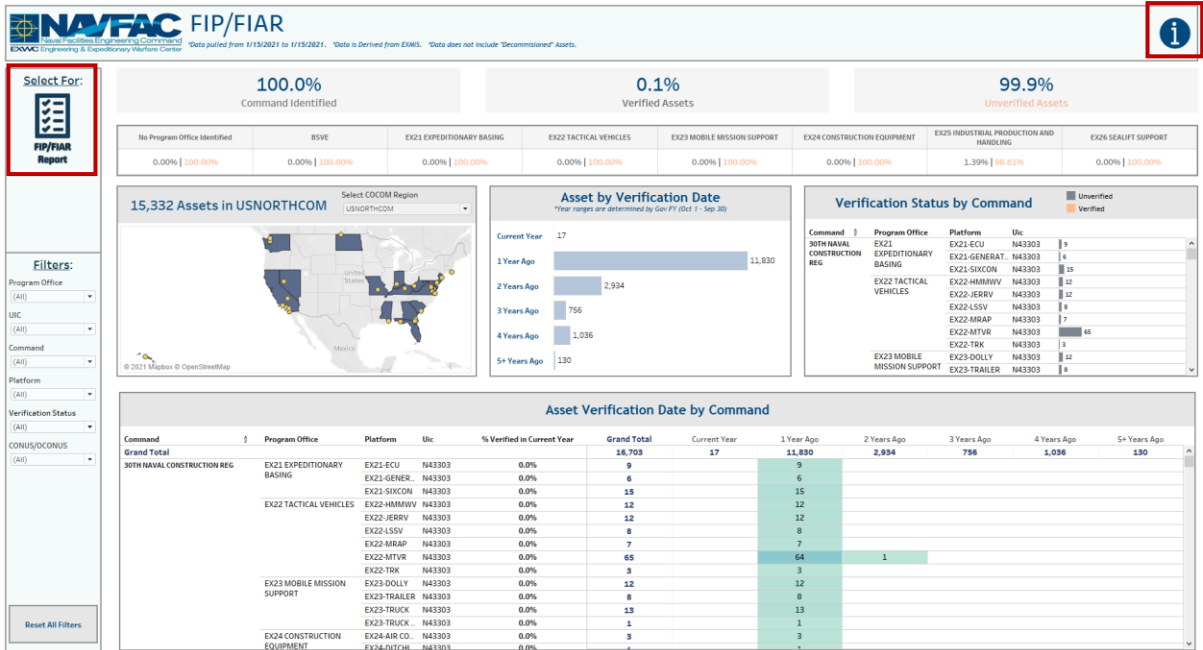 NAVFAC
Naval Facilities Engineering Command
EXWC Engineering & Expeditionary Warfare Center
FIP/FIAR
*Data pulled from 1/15/2021 to 1/15/2021. *Data is Derived from EXMIS. *Data does not include "Decommisioned" Assets.
i
Select For:
FIP/FIAR
Report
100.0%
Command Identified
0.1%
Verified Assets
99.9%
Unverified Assets
No Program Office Identified BSVE EX21 EXPEDITIONARY BASING EX22 TACTICAL VEHICLES EX23 MOBILE MISSION SUPPORT EX24 CONSTRUCTION EQUIPMENT EX25 INDUSTRIAL PRODUCTION AND HANDLING EX26 SEALIFT SUPPORT
0.00% | 100.00% 0.00% | 100.00% 0.00% | 100.00% 0.00% | 100.00% 0.00% | 100.00% 0.00% | 100.00% 1.39% | 98.61% 0.00% | 100.00%
15,332 Assets in USNORTHCOM
Select COCOM Region
USNORTHCOM
United
States
Mexico
© 2021 Mapbox © OpenStreetMap
Asset by Verification Date
*Year ranges are determined by Gov FY (Oct 1 - Sep 30)
Current Year 17
1 Year Ago 11,830
2 Years Ago 2,934
3 Years Ago 756
4 Years Ago 1,036
5+ Years Ago 130
Verification Status by Command
Unverified
Verified
Command Program Office Platform Uic
30TH NAVAL CONSTRUCTION REG EX21 EXPEDITIONARY BASING EX21-ECU N43303 9
EX21-GENERAT.. N43303 6
EX21-SIXCON N43303 15
EX22 TACTICAL VEHICLES EX22-HMMWV N43303 12
EX22-JERRV N43303 12
EX22-LSSV N43303 8
EX22-MRAP N43303 7
EX22-MTVR N43303 65
EX22-TRK N43303 3
EX23 MOBILE MISSION SUPPORT EX23-DOLLY N43303 12
EX23-TRAILER N43303 8
Filters:
Program Office
(All)
UIC
(All)
Command
(All)
Platform
(All)
Verification Status
(All)
CONUS/OCONUS
(All)
Reset All Filters
Asset Verification Date by Command
Command Program Office Platform Uic % Verified in Current Year Grand Total Current Year 1 Year Ago 2 Years Ago 3 Years Ago 4 Years Ago 5+ Years Ago
Grand Total 16,703 17 11,830 2,934 756 1,036 130
30TH NAVAL CONSTRUCTION REG EX21 EXPEDITIONARY BASING EX21-ECU N43303 0.0% 9 9
EX21-GENER.. N43303 0.0% 6 6
EX21-SIXCON N43303 0.0% 15 15
EX22 TACTICAL VEHICLES EX22-HMMWV N43303 0.0% 12 12
EX22-JERRV N43303 0.0% 12 12
EX22-LSSV N43303 0.0% 8 8
EX22-MRAP N43303 0.0% 7 7
EX22-MTVR N43303 0.0% 65 64 1
EX22-TRK N43303 0.0% 3 3
EX23 MOBILE MISSION SUPPORT EX23-DOLLY N43303 0.0% 12 12
EX23-TRAILER N43303 0.0% 8 8
EX23-TRUCK N43303 0.0% 13 13
EX23-TRUCK .. N43303 0.0% 1 1
EX24 CONSTRUCTION EQUIPMENT EX24-AIR CO.. N43303 0.0% 3 3
EX24-DITCHI.. N43303 0.0%